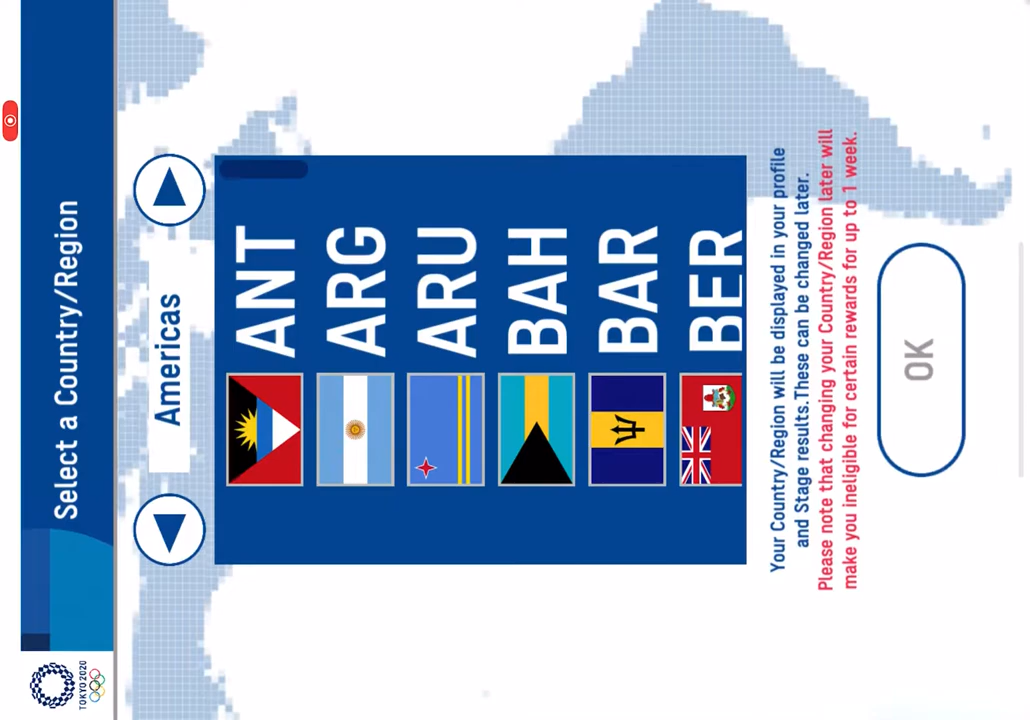 TOKYO 2020
Select a Country/Region
Americas
ANT
ARG
ARU
BAH
BAR
BER
Your Country/Region will be displayed in your profile
and Stage results.These can be changed later.
Please note that changing your Country/Region later will
make you ineligible for certain rewards for up to 1 week.
OK